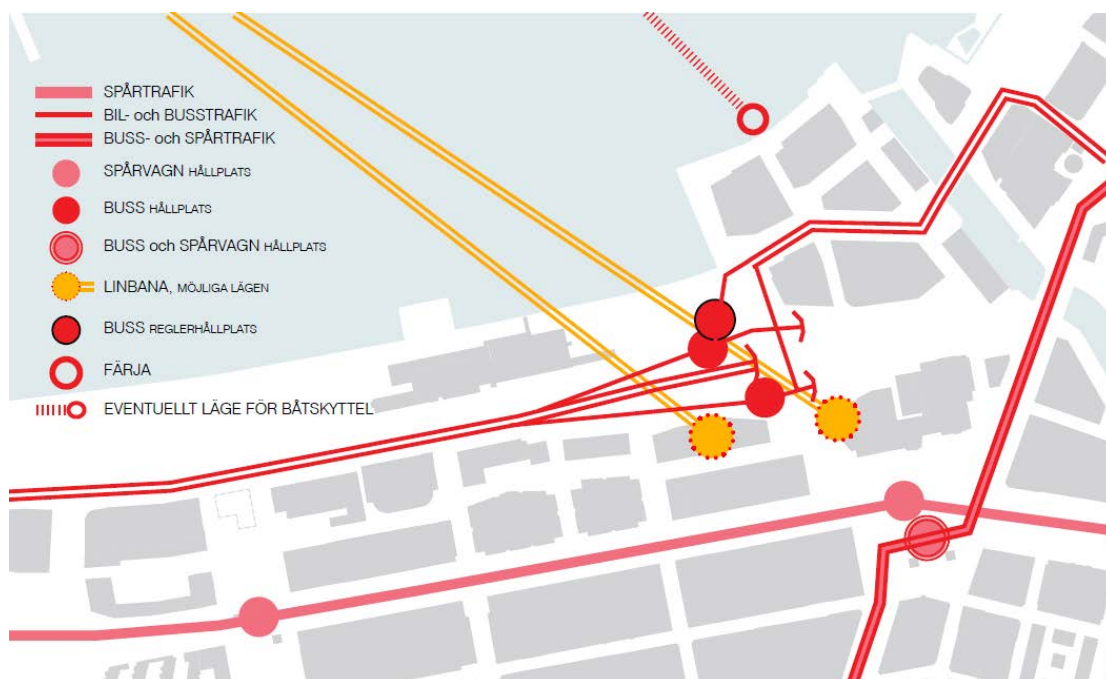 SPÅRTRAFIK
BIL- och BUSSTRAFIK
BUSS- och SPÅRTRAFIK
SPÅRVAGN HÅLLPLATS
BUSS HÅLLPLATS
BUSS och SPÅRVAGN HÅLLPLATS
LINBANA, MÖJLIGA LÄGEN
BUSS REGLERHÅLLPLATS
FÄRJA
EVENTUELLT LÄGE FÖR BÅTSKYTTEL